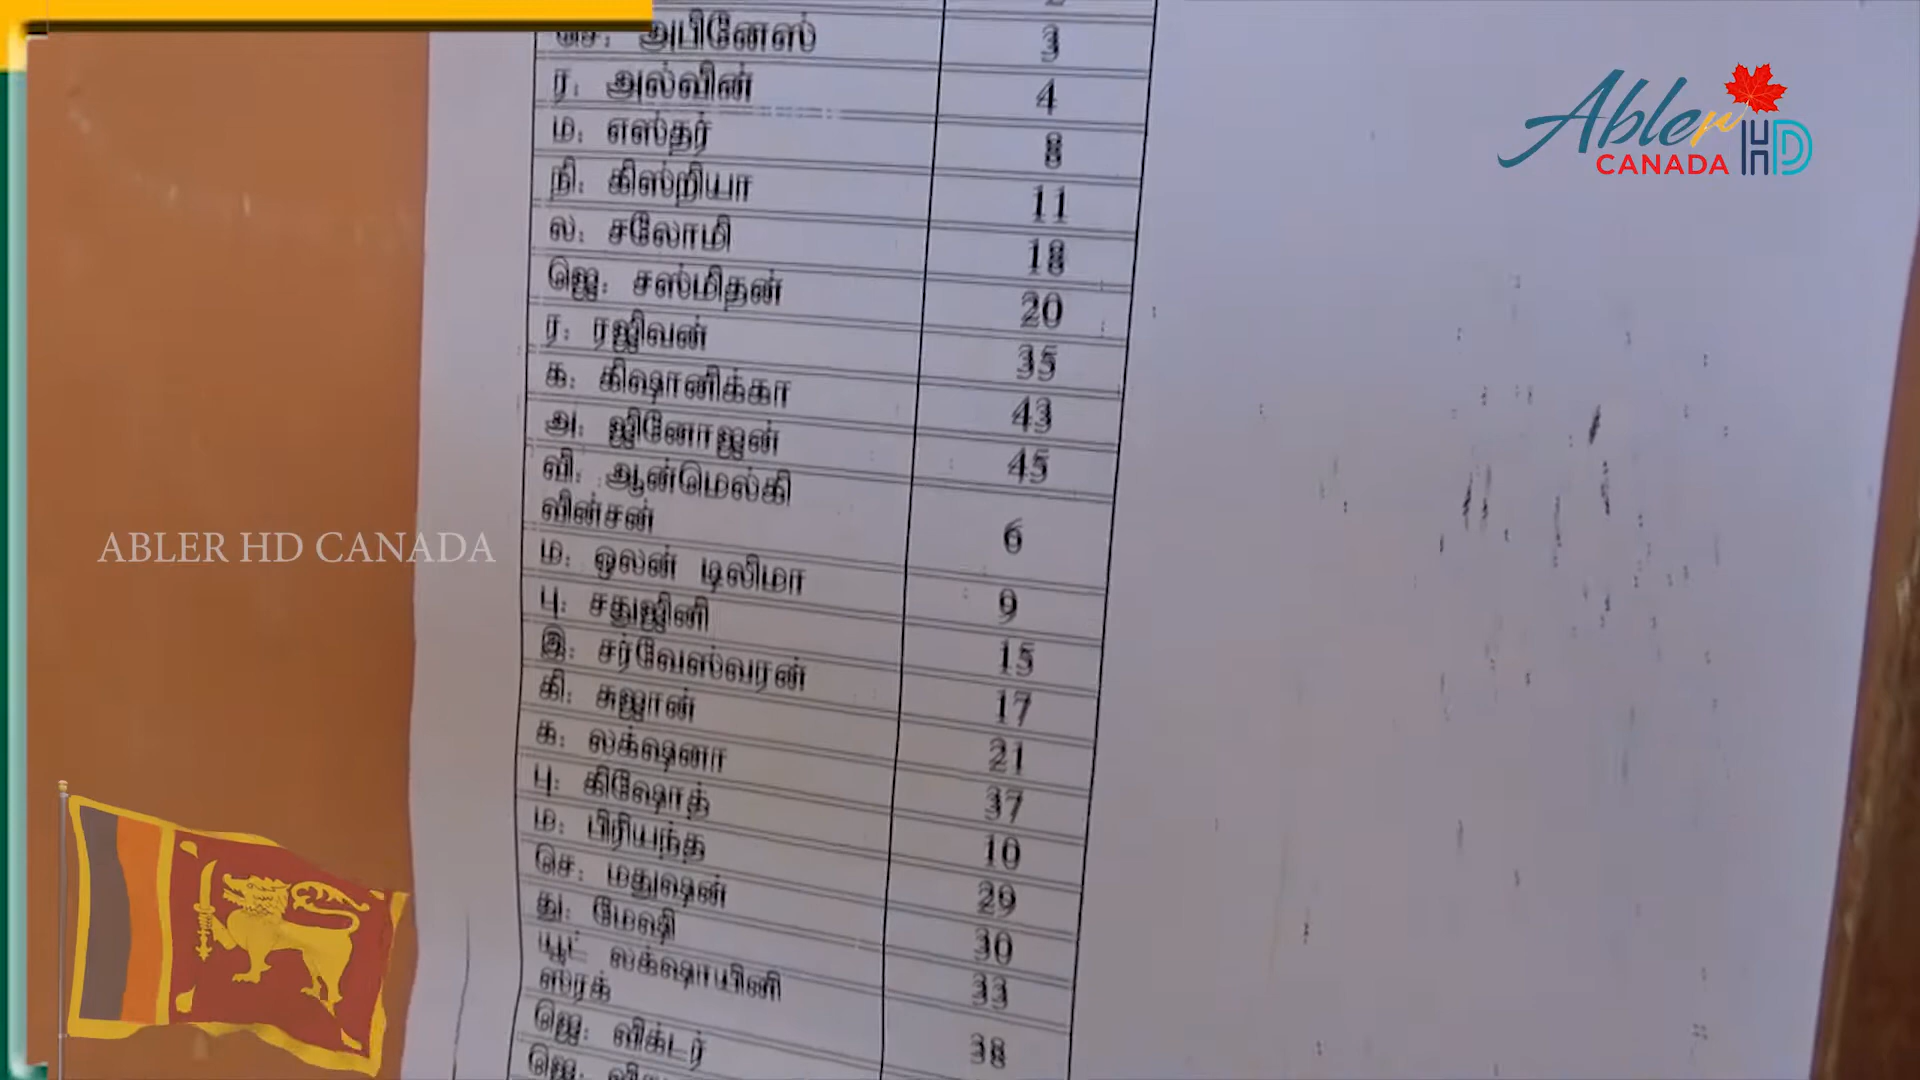 செ. அபினேஸ் 3
ர. அல்வின் 4
ம. எஸ்தர் 8
நி. கிஸ்றியா 11
ல. சலோமி 18
ஜெ. சஸ்மிதன் 20
ர. ரஜிவன் 35
க. கிஷானிக்கா 43
அ. ஜினோஜன் 45
வி. ஆன்மெல்கி
வின்சன் 6
ம. ஒலன் டிலிமா 9
பு. சதுஜினி 15
இ. சர்வேஸ்வரன் 17
கி. சுஜான் 21
க. லக்ஷனா 37
பு. கிஷோத் 10
ம. பிரியந்த 29
செ. மதுஷன் 30
து. மேஷி 33
யூட் லக்ஷாயினி
ஸ்ரக் 38
ஜெ. விக்டர்
ஜெ.
Abler HD
CANADA
ABLER HD CANADA